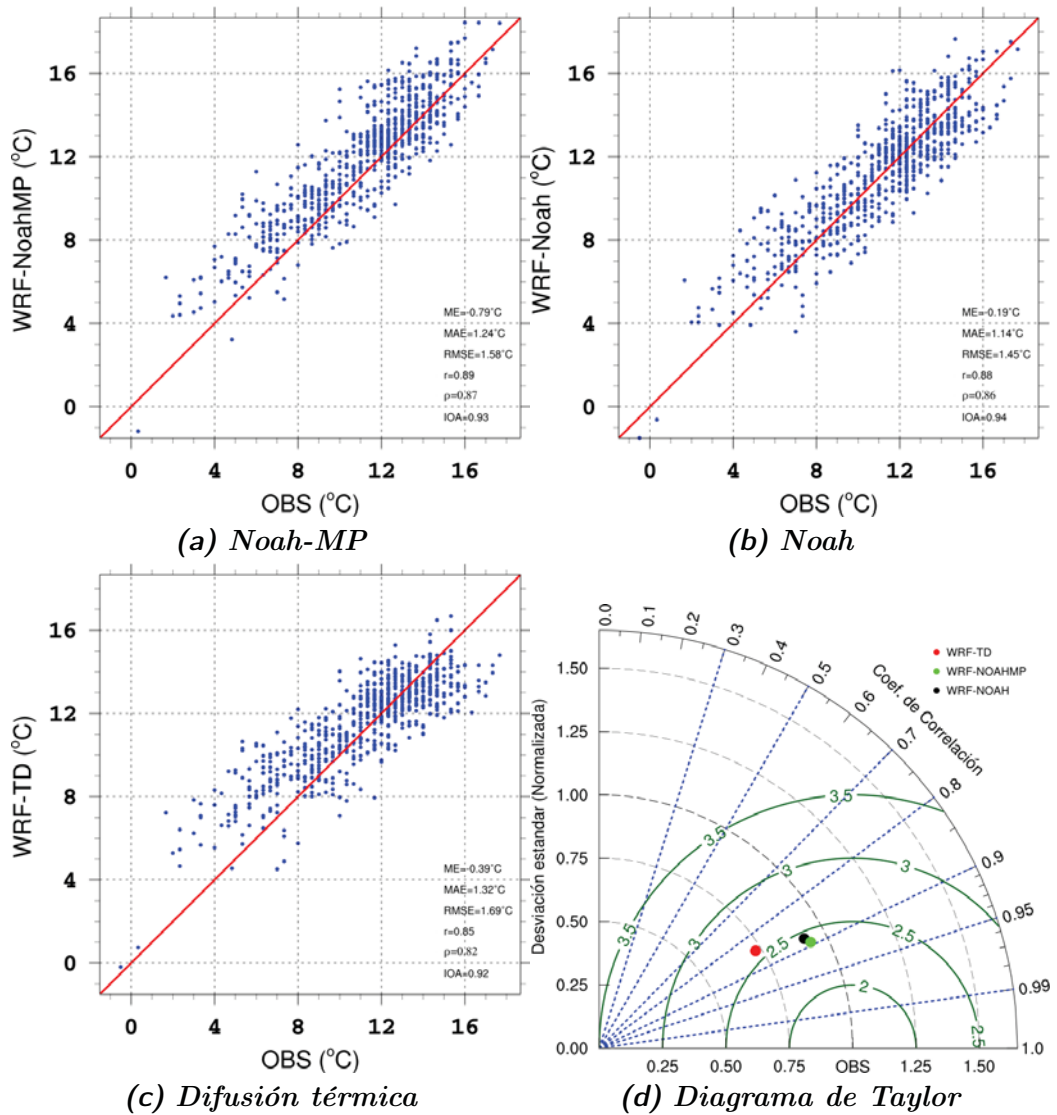 WRF-NoahMP (°C)
16
12
8
4
0
ME=-0.79°C
MAE=1.24°C
RMSE=1.58°C
r=0.89
ρ=0.87
IOA=0.93
0 4 8 12 16
OBS (°C)
(a) Noah-MP
WRF-Noah (°C)
16
12
8
4
0
ME=-0.19°C
MAE=1.14°C
RMSE=1.45°C
r=0.88
ρ=0.86
IOA=0.94
0 4 8 12 16
OBS (°C)
(b) Noah
WRF-TD (°C)
16
12
8
4
0
ME=-0.39°C
MAE=1.32°C
RMSE=1.69°C
r=0.85
ρ=0.82
IOA=0.92
0 4 8 12 16
OBS (°C)
(c) Difusión térmica
Desviación estandar (Normalizada)
1.50
1.25
1.00
0.75
0.50
0.25
0.00
0.0
0.1
0.2
0.3
0.4
0.5
0.6
0.7
0.8
0.9
0.95
0.99
1.0
Coef. de Correlación
WRF-TD
WRF-NOAHMP
WRF-NOAH
3.5
3.5
3
3
3
2.5
2.5
2
3.5
2.5
0.25 0.50 0.75 OBS 1.25 1.50
(d) Diagrama de Taylor